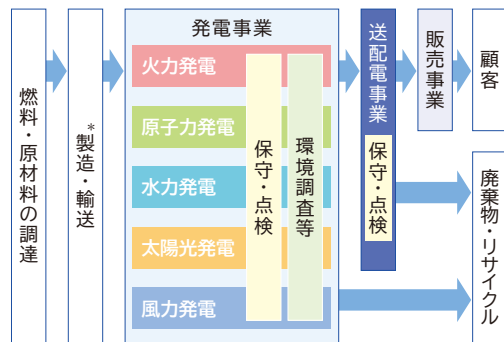 燃料・原材料の調達
*製造・輸送
発電事業
火力発電
原子力発電
水力発電
太陽光発電
風力発電
保守・点検
環境調査等
送配電事業
保守・点検
販売事業
顧客
廃棄物・リサイクル